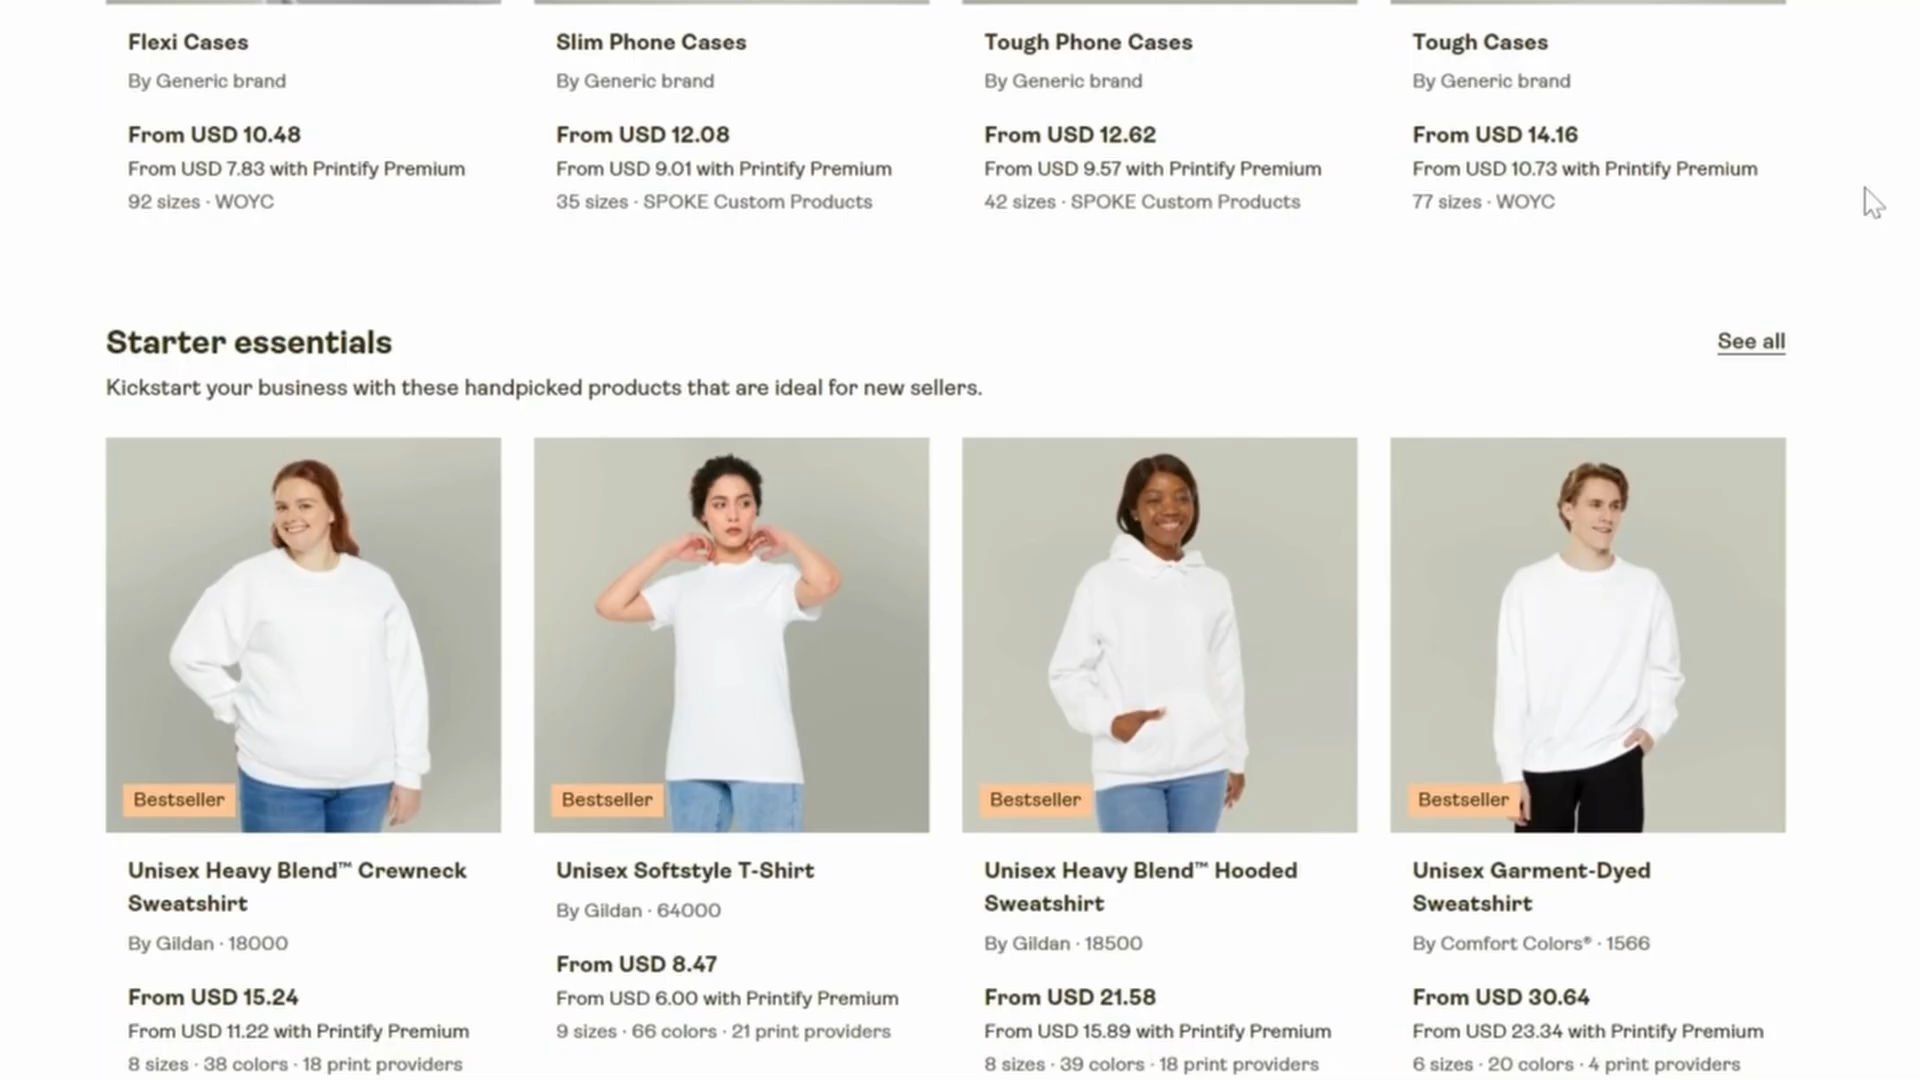 Flexi Cases
By Generic brand
From USD 10.48
From USD 7.83 with Printify Premium
92 sizes · WOYC
Slim Phone Cases
By Generic brand
From USD 12.08
From USD 9.01 with Printify Premium
35 sizes · SPOKE Custom Products
Tough Phone Cases
By Generic brand
From USD 12.62
From USD 9.57 with Printify Premium
42 sizes · SPOKE Custom Products
Tough Cases
By Generic brand
From USD 14.16
From USD 10.73 with Printify Premium
77 sizes · WOYC
Starter essentials
See all
Kickstart your business with these handpicked products that are ideal for new sellers.
Bestseller
Unisex Heavy Blend™ Crewneck
Sweatshirt
By Gildan · 18000
From USD 15.24
From USD 11.22 with Printify Premium
8 sizes · 38 colors · 18 print providers
Bestseller
Unisex Softstyle T-Shirt
By Gildan · 64000
From USD 8.47
From USD 6.00 with Printify Premium
9 sizes · 66 colors · 21 print providers
Bestseller
Unisex Heavy Blend™ Hooded
Sweatshirt
By Gildan · 18500
From USD 21.58
From USD 15.89 with Printify Premium
8 sizes · 39 colors · 18 print providers
Bestseller
Unisex Garment-Dyed
Sweatshirt
By Comfort Colors® · 1566
From USD 30.64
From USD 23.34 with Printify Premium
6 sizes · 20 colors · 4 print providers